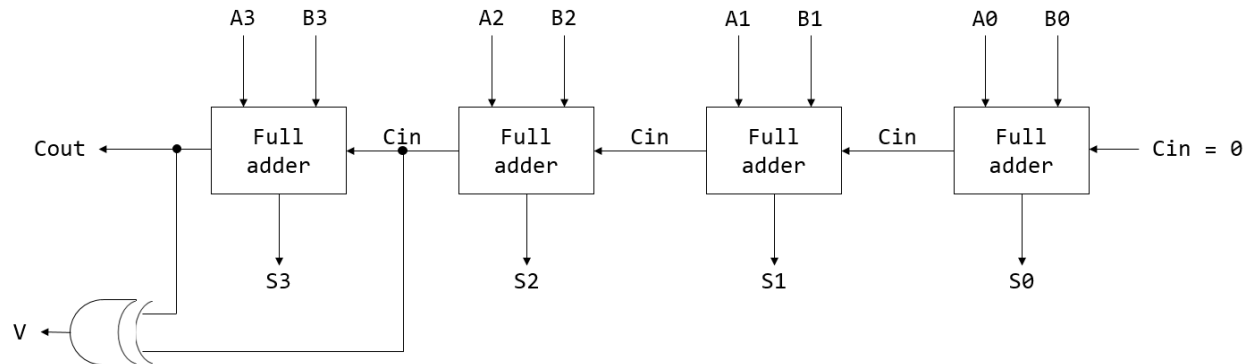 A3 B3 A2 B2 A1 B1 A0 B0
Cout Full adder Cin Full adder Cin Full adder Cin Full adder Cin = 0
S3 S2 S1 S0
V